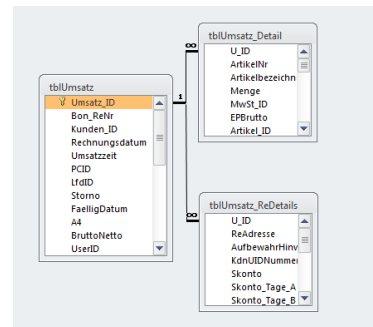 tblUmsatz
Umsatz_ID
Bon_ReNr
Kunden_ID
Rechnungsdatum
Umsatzzeit
PCID
LfdID
Storno
FaelligDatum
A4
BruttoNetto
UserID
1
∞
∞
tblUmsatz_Detail
U_ID
ArtikelNr
Artikelbezeichn
Menge
MwSt_ID
EPBrutto
Artikel_ID
tblUmsatz_ReDetails
U_ID
ReAdresse
AufbewahrHinv
KdnUIDNummer
Skonto
Skonto_Tage_A
Skonto_Tage_B